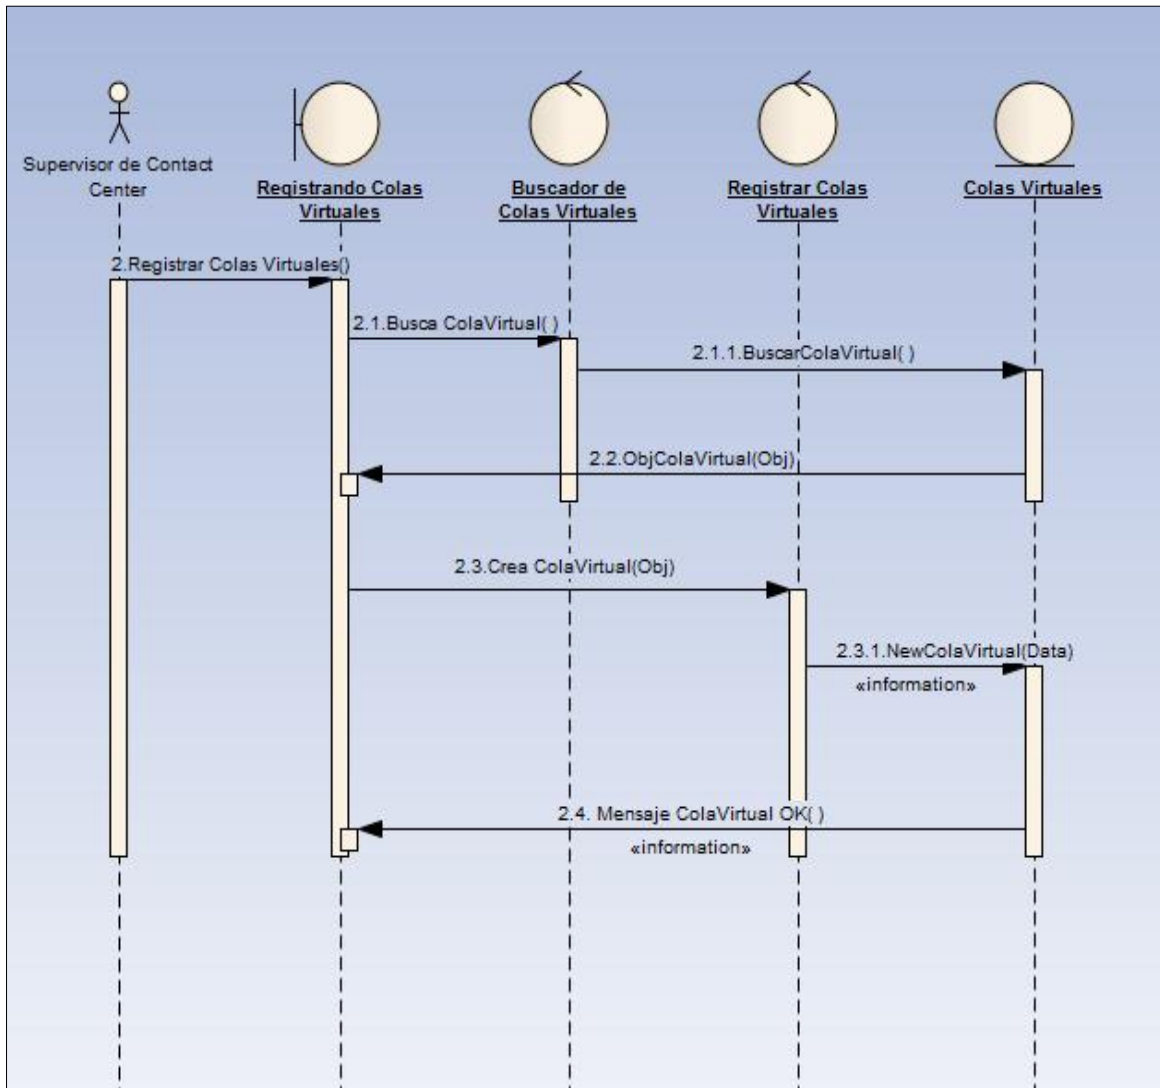 Supervisor de Contact
Center
Registrando Colas
Virtuales
Buscador de
Colas Virtuales
Registrar Colas
Virtuales
Colas Virtuales
2.Registrar Colas Virtuales()
2.1.Busca ColaVirtual( )
2.1.1.BuscarColaVirtual( )
2.2.ObjColaVirtual(Obj)
2.3.Crea ColaVirtual(Obj)
2.3.1.NewColaVirtual(Data)
«information»
2.4. Mensaje ColaVirtual OK( )
«information»